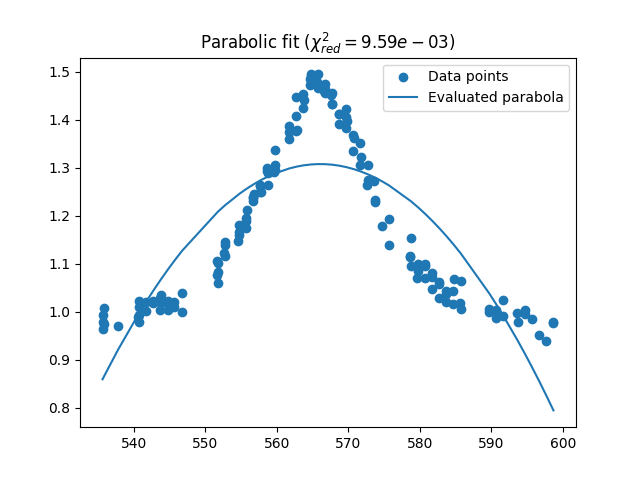 Parabolic fit (χ²_red = 9.59e − 03)
Data points
Evaluated parabola
1.5
1.4
1.3
1.2
1.1
1.0
0.9
0.8
540 550 560 570 580 590 600